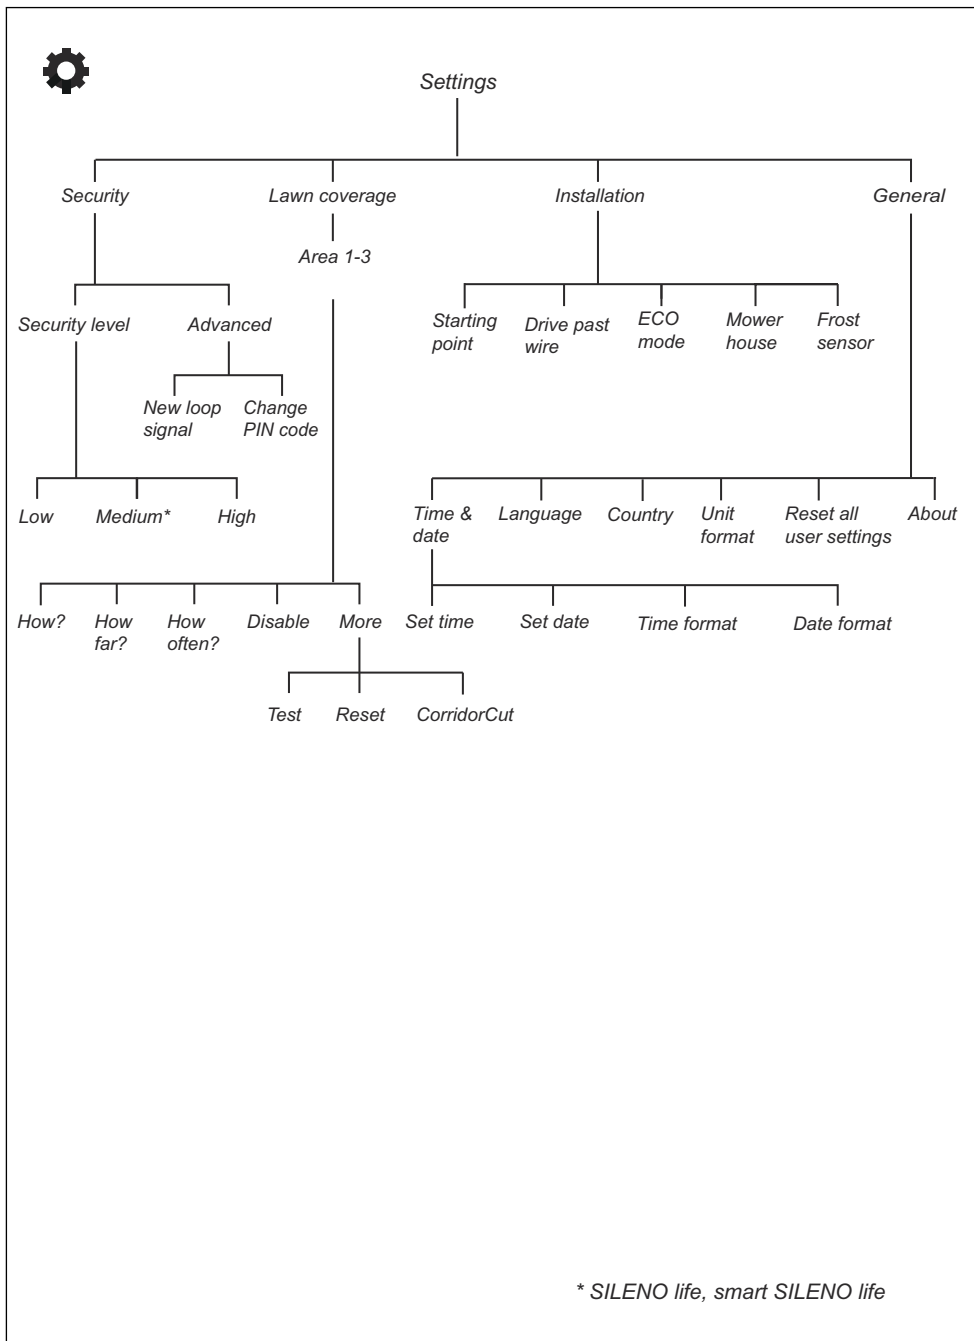 Settings
Security
Lawn coverage
Installation
General
Area 1-3
Security level
Advanced
Starting
point
Drive past
wire
ECO
mode
Mower
house
Frost
sensor
New loop
signal
Change
PIN code
Low
Medium*
High
Time &
date
Language
Country
Unit
format
Reset all
user settings
About
How?
How
far?
How
often?
Disable
More
Set time
Set date
Time format
Date format
Test
Reset
CorridorCut
* SILENO life, smart SILENO life